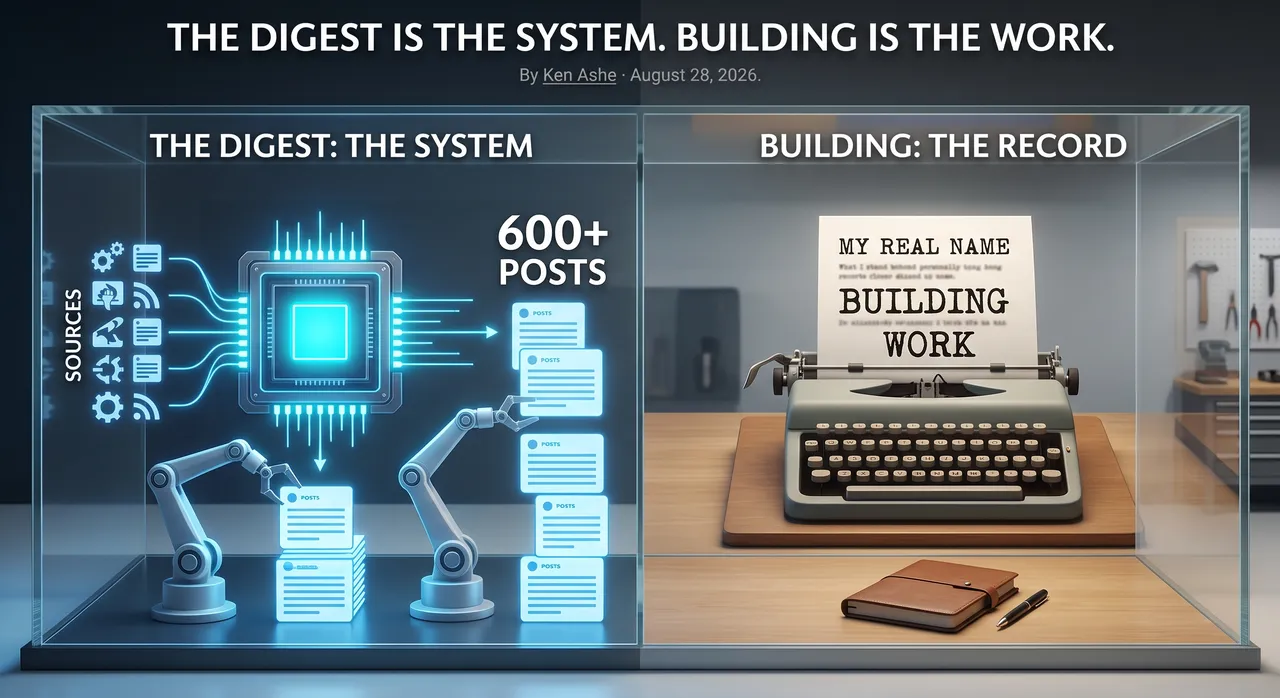 THE DIGEST IS THE SYSTEM. BUILDING IS THE WORK.
By Ken Ashe · August 28, 2026.
THE DIGEST: THE SYSTEM
BUILDING: THE RECORD
SOURCES
600+
POSTS
POSTS
POSTS
POSTS
POSTS
POSTS
POSTS
MY REAL NAME
BUILDING
WORK